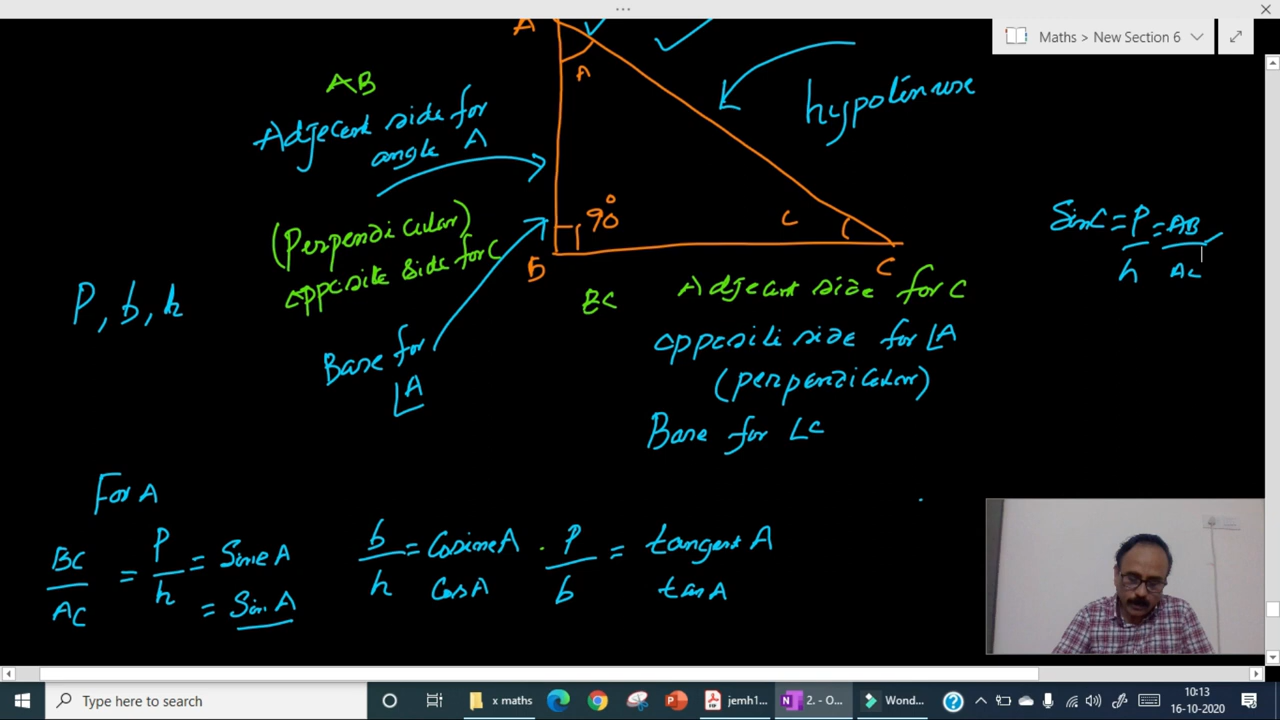 Maths > New Section 6
A
A
AB
Adjecent side for
angle A
hypotinuse
90°
C
SinC = P = AB
h AC
(Perpendicular)
opposite side for C
B
C
BC
Adjecent side for C
P, b, h
opposite side for ∠A
(perpendicular)
Base for
∠A
Base for ∠C
For A
BC = P = Sine A
AC h = Sin A
b = Cosine A
h Cos A
P = tangent A
b tan A
Type here to search
x maths
jemh1...
2. - O...
Wond...
10:13
16-10-2020